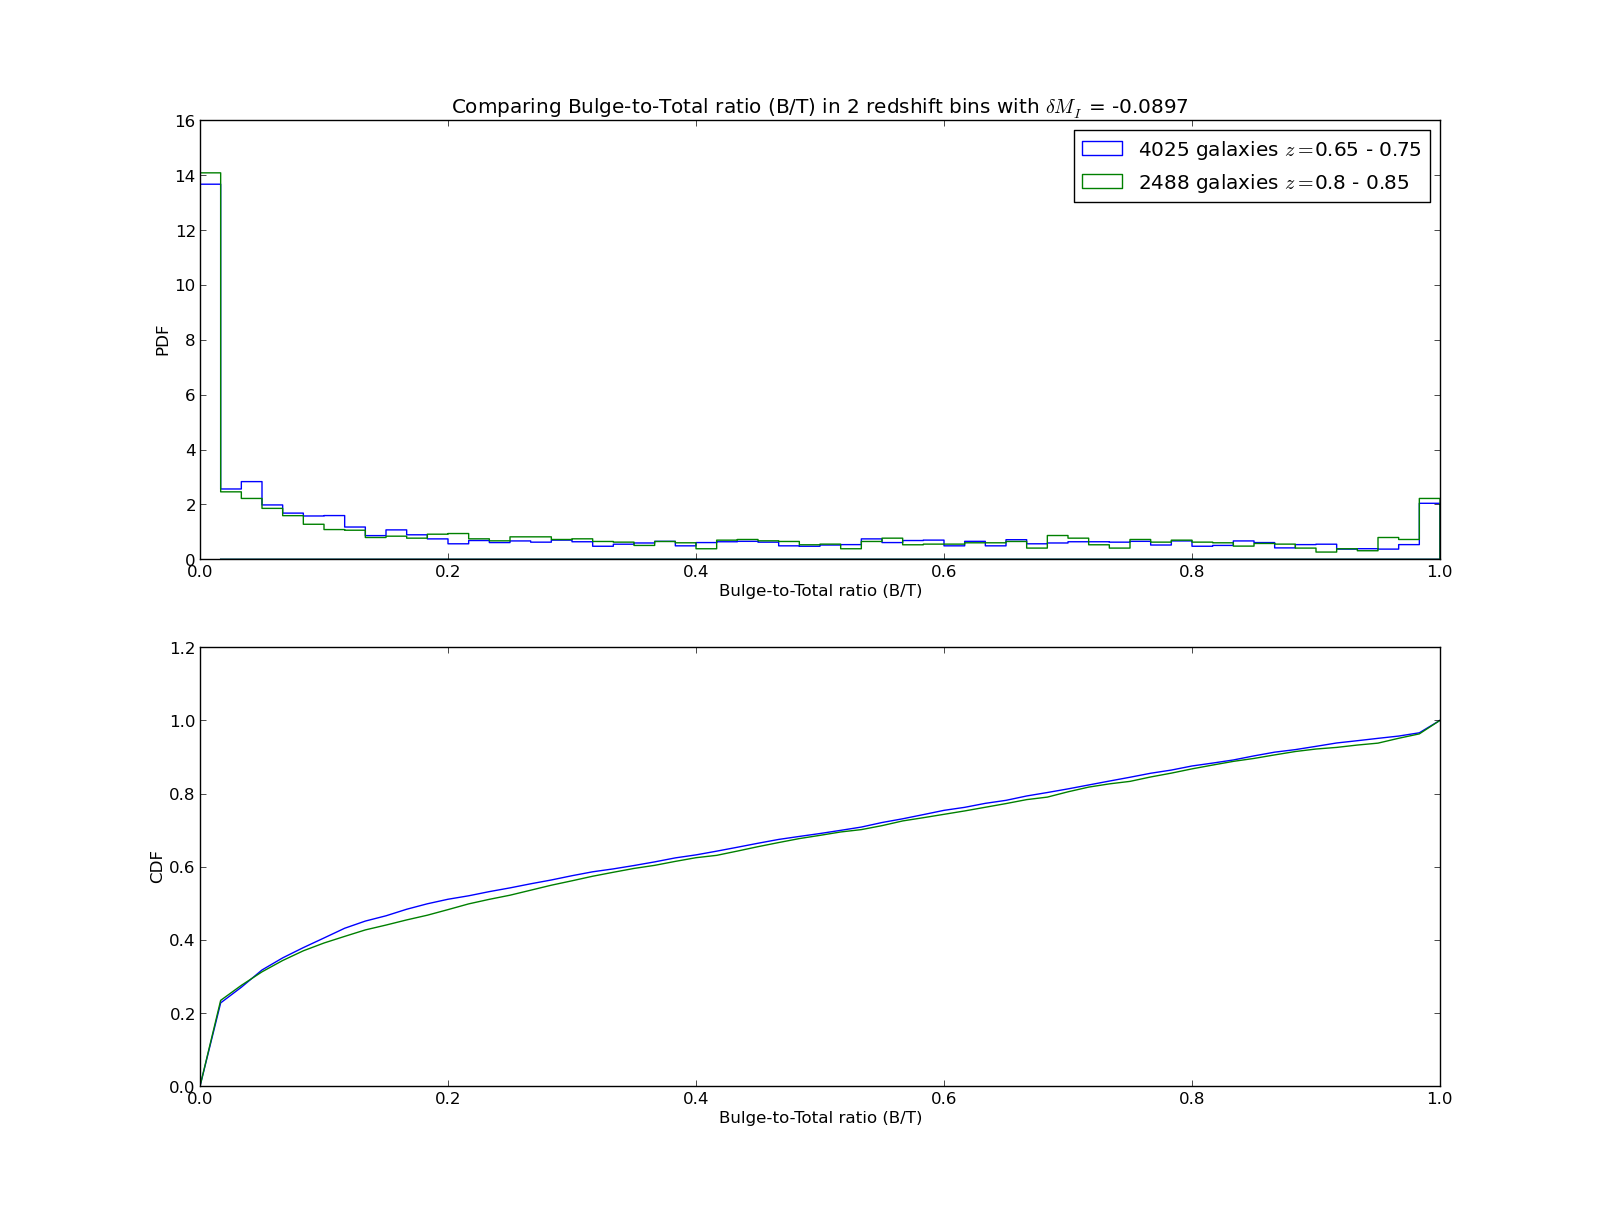 Comparing Bulge-to-Total ratio (B/T) in 2 redshift bins with δM_I = -0.0897
16
14
12
10
8
6
4
2
0
PDF
4025 galaxies z=0.65 - 0.75
2488 galaxies z=0.8 - 0.85
0.0 0.2 0.4 0.6 0.8 1.0
Bulge-to-Total ratio (B/T)
1.2
1.0
0.8
0.6
0.4
0.2
0.0
CDF
0.0 0.2 0.4 0.6 0.8 1.0
Bulge-to-Total ratio (B/T)